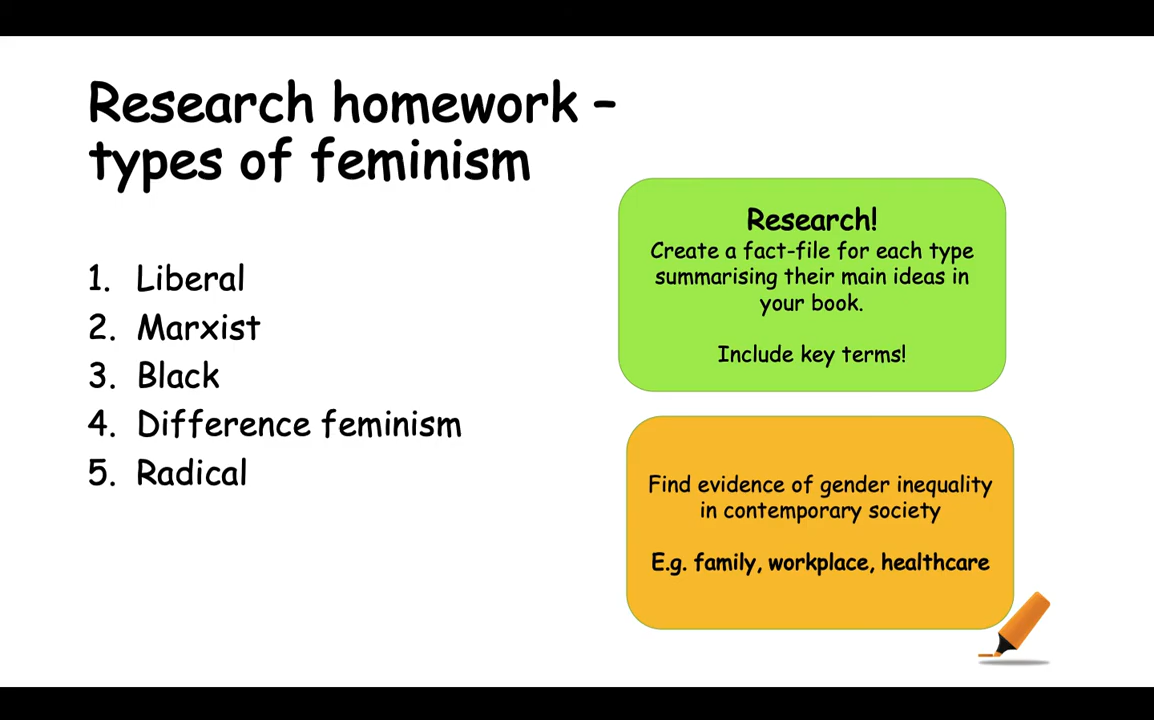 Research homework –
types of feminism
1. Liberal
2. Marxist
3. Black
4. Difference feminism
5. Radical
Research!
Create a fact-file for each type
summarising their main ideas in
your book.
Include key terms!
Find evidence of gender inequality
in contemporary society
E.g. family, workplace, healthcare